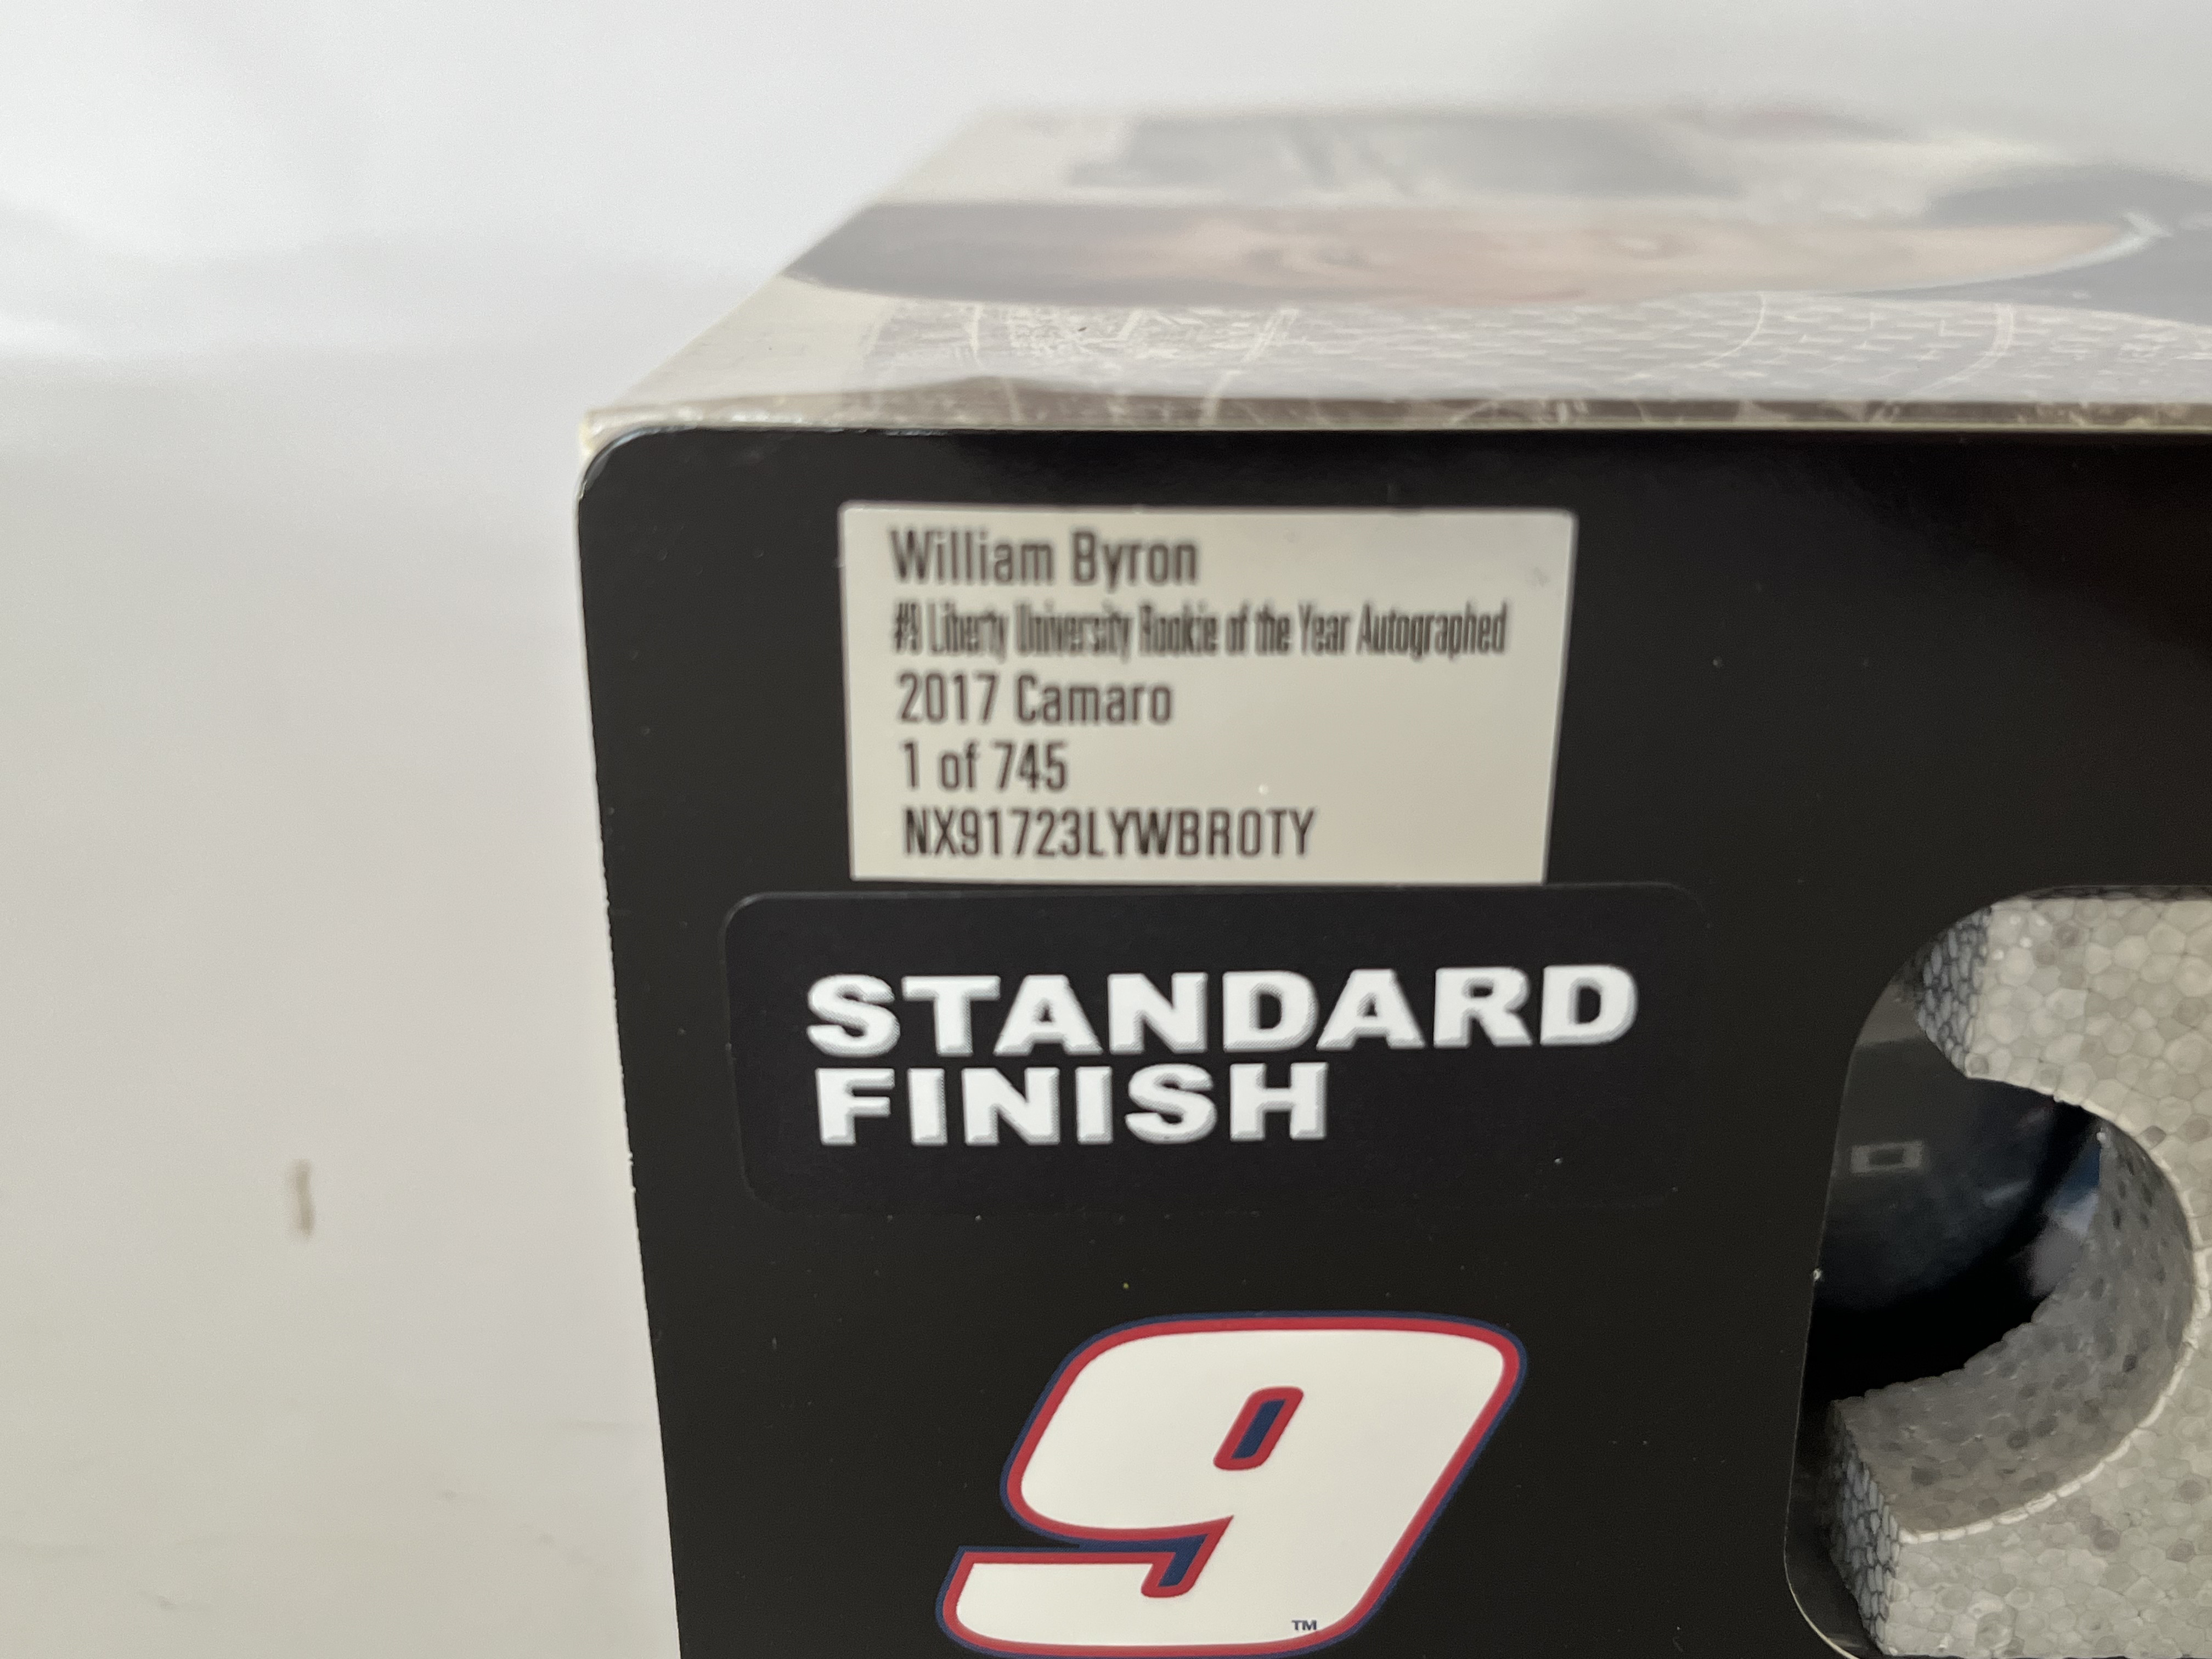 William Byron
#9 Liberty University Rookie of the Year Autographed
2017 Camaro
1 of 745
NX91723LYWBROTY
STANDARD
FINISH
9
TM